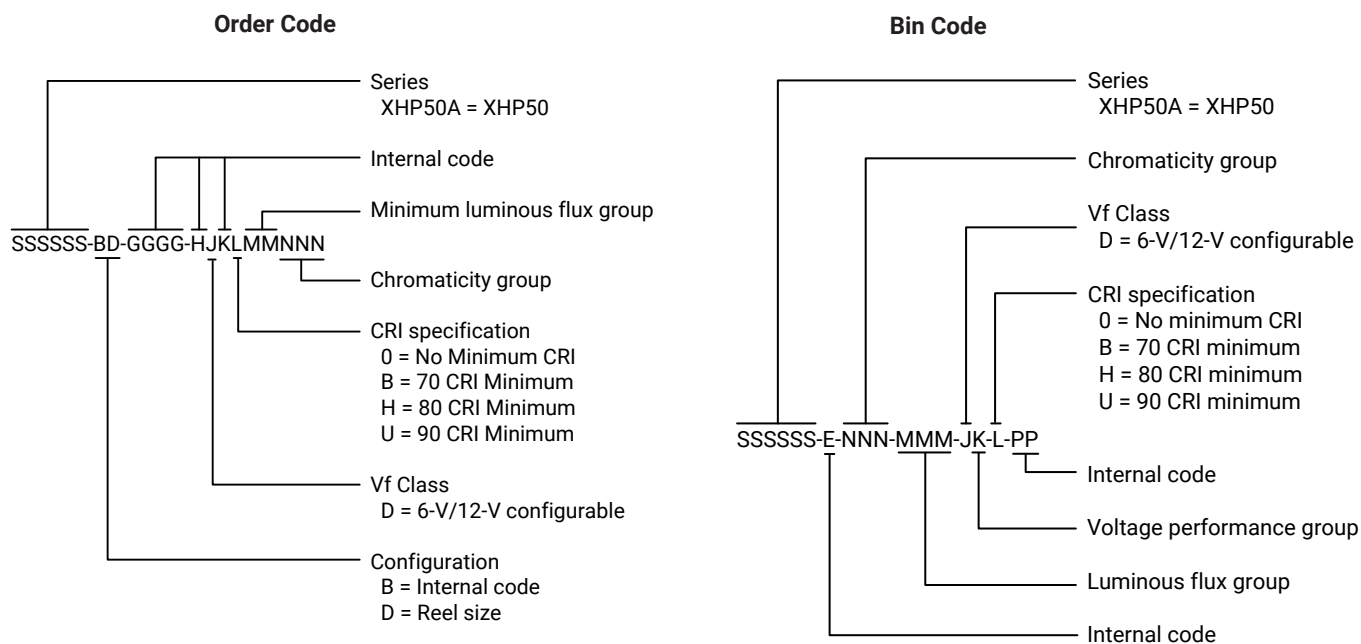 Order Code
Series
XHP50A = XHP50
Internal code
Minimum luminous flux group
SSSSSS-BD-GGGG-HJKLMMNNN
Chromaticity group
CRI specification
0 = No Minimum CRI
B = 70 CRI Minimum
H = 80 CRI Minimum
U = 90 CRI Minimum
Vf Class
D = 6-V/12-V configurable
Configuration
B = Internal code
D = Reel size
Bin Code
Series
XHP50A = XHP50
Chromaticity group
Vf Class
D = 6-V/12-V configurable
CRI specification
0 = No minimum CRI
B = 70 CRI minimum
H = 80 CRI minimum
U = 90 CRI minimum
SSSSSS-E-NNN-MMM-JK-L-PP
Internal code
Voltage performance group
Luminous flux group
Internal code